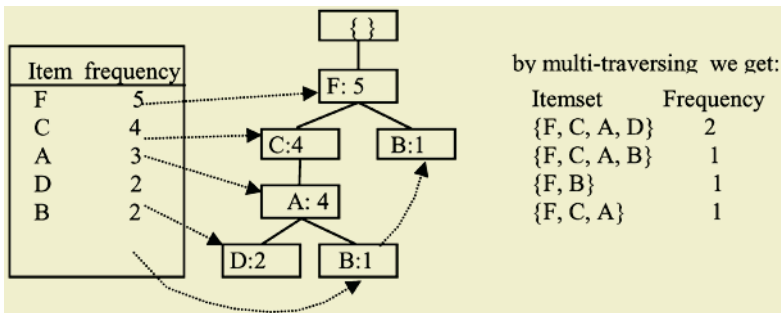 Item frequency
F 5
C 4
A 3
D 2
B 2
{ }
F: 5
C:4
B:1
A: 4
D:2
B:1
by multi-traversing we get:
Itemset Frequency
{F, C, A, D} 2
{F, C, A, B} 1
{F, B} 1
{F, C, A} 1